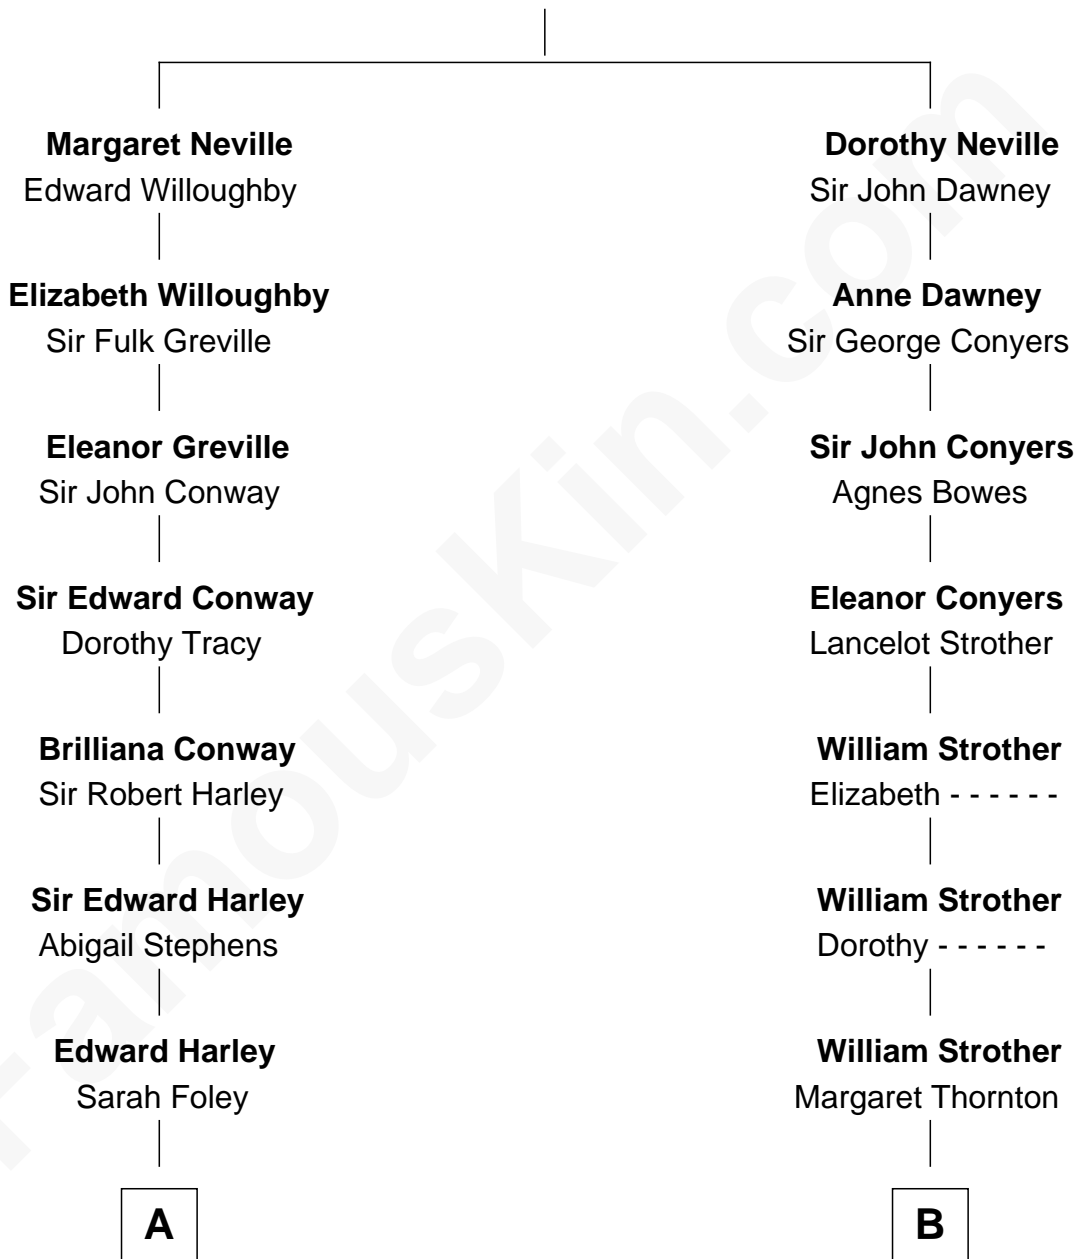 Margaret Neville
Edward Willoughby
Elizabeth Willoughby
Sir Fulk Greville
Eleanor Greville
Sir John Conway
Sir Edward Conway
Dorothy Tracy
Brilliana Conway
Sir Robert Harley
Sir Edward Harley
Abigail Stephens
Edward Harley
Sarah Foley
A
Dorothy Neville
Sir John Dawney
Anne Dawney
Sir George Conyers
Sir John Conyers
Agnes Bowes
Eleanor Conyers
Lancelot Strother
William Strother
Elizabeth - - - - - -
William Strother
Dorothy - - - - - -
William Strother
Margaret Thornton
B
FamousKin.com